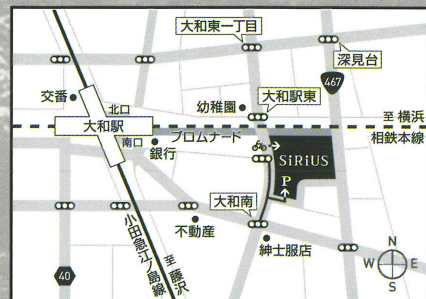 大和東一丁目
深見台
467
交番
北口
幼稚園
大和駅東
至 横浜
大和駅
プロムナード
相鉄本線
南口
銀行
SiRiUS
P
大和南
不動産
小田急江ノ島線
至 藤沢
紳士服店
40
N
W
E
S